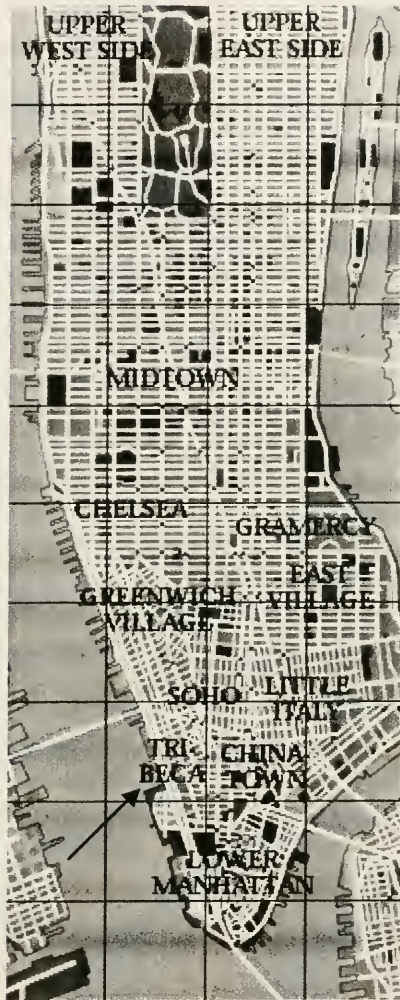 UPPER
WEST SIDE
UPPER
EAST SIDE
MIDTOWN
CHELSEA
GRAMERCY
EAST
VILLAGE
GREENWICH
VILLAGE
SOHO
LITTLE
ITALY
TRI
BECA
CHINA
TOWN
LOWER
MANHATTAN